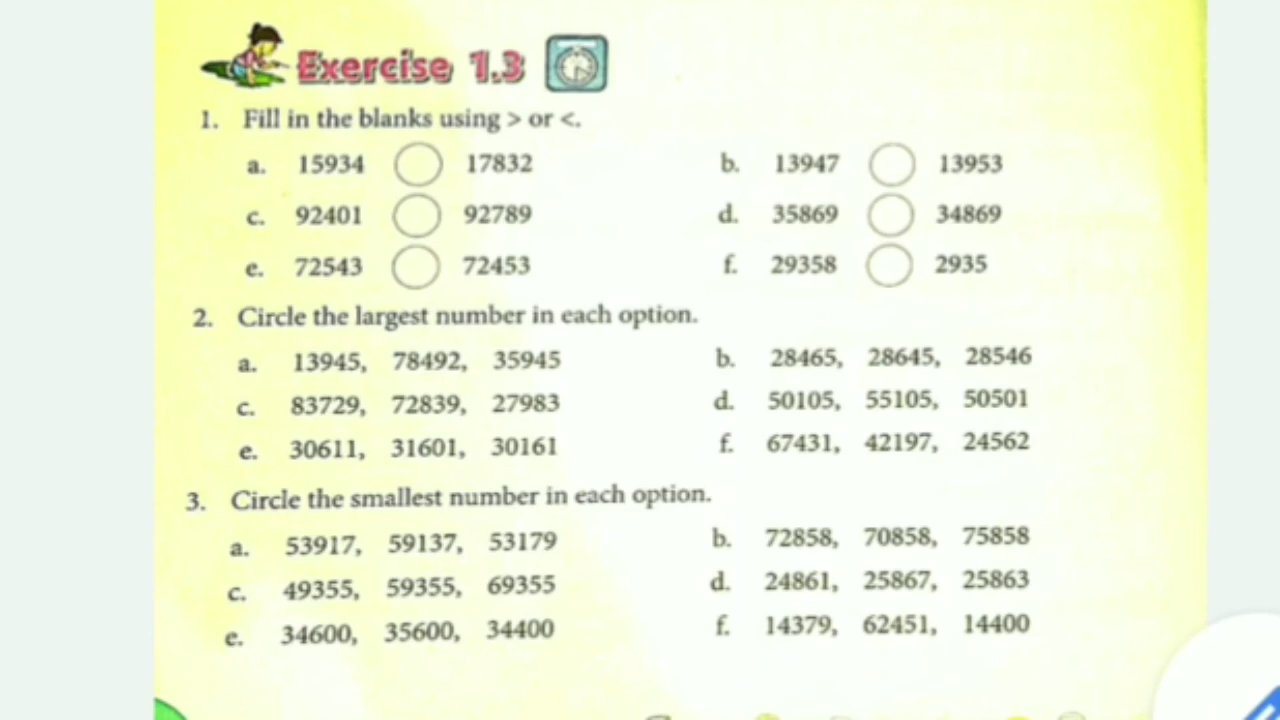 Exercise 1.3
1. Fill in the blanks using > or <.
a. 15934 17832 b. 13947 13953
c. 92401 92789 d. 35869 34869
e. 72543 72453 f. 29358 2935
2. Circle the largest number in each option.
a. 13945, 78492, 35945 b. 28465, 28645, 28546
c. 83729, 72839, 27983 d. 50105, 55105, 50501
e. 30611, 31601, 30161 f. 67431, 42197, 24562
3. Circle the smallest number in each option.
a. 53917, 59137, 53179 b. 72858, 70858, 75858
c. 49355, 59355, 69355 d. 24861, 25867, 25863
e. 34600, 35600, 34400 f. 14379, 62451, 14400